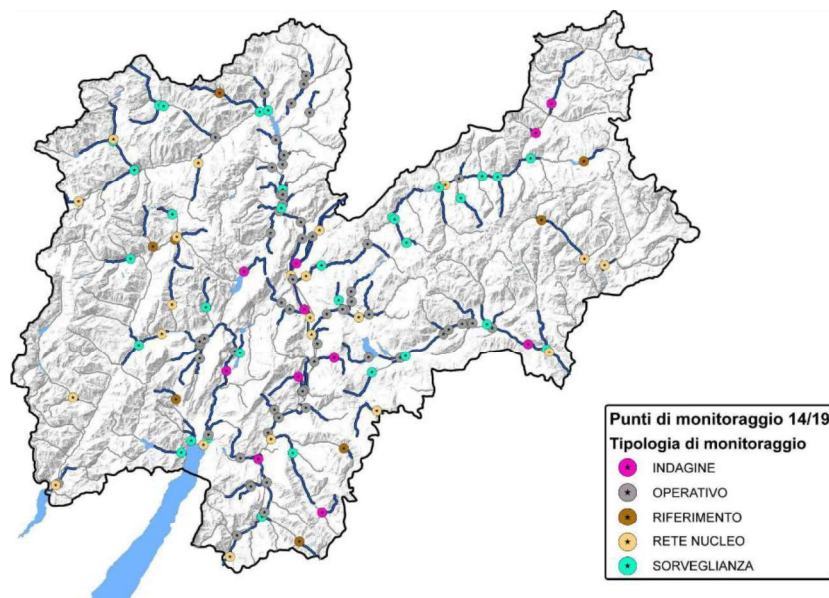 Punti di monitoraggio 14/19
Tipologia di monitoraggio
INDAGINE
OPERATIVO
RIFERIMENTO
RETE NUCLEO
SORVEGLIANZA